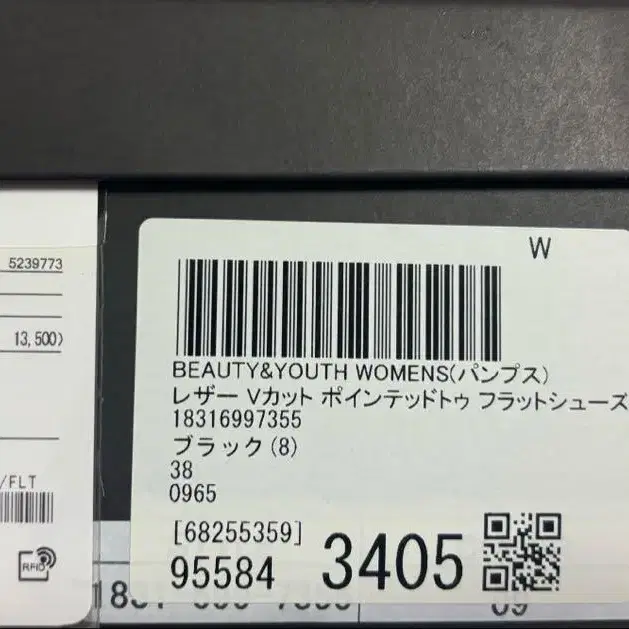 5239773
13,500)
/FLT
RFID
W
BEAUTY&YOUTH WOMENS(パンプス)
レザー Vカット ポインテッドトゥ フラットシューズ
18316997355
ブラック(8)
38
0965
[68255359]
95584 3405